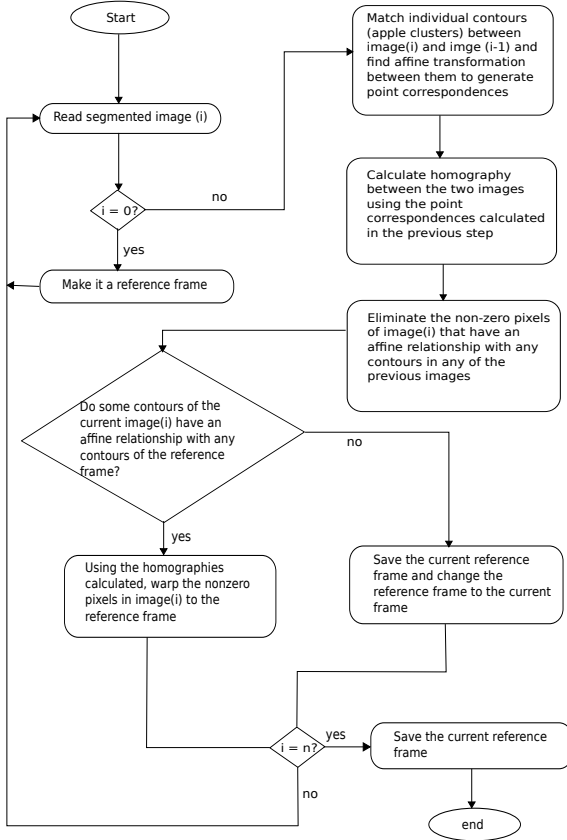 Start
Read segmented image (i)
i = 0?
no
yes
Make it a reference frame
Match individual contours
(apple clusters) between
image(i) and imge (i-1) and
find affine transformation
between them to generate
point correspondences
Calculate homography
between the two images
using the point
correspondences calculated
in the previous step
Eliminate the non-zero pixels
of image(i) that have an
affine relationship with any
contours in any of the
previous images
Do some contours of the
current image(i) have an
affine relationship with any
contours of the reference
frame?
no
yes
Using the homographies
calculated, warp the nonzero
pixels in image(i) to the
reference frame
Save the current reference
frame and change the
reference frame to the current
frame
i = n?
yes
no
Save the current reference
frame
end